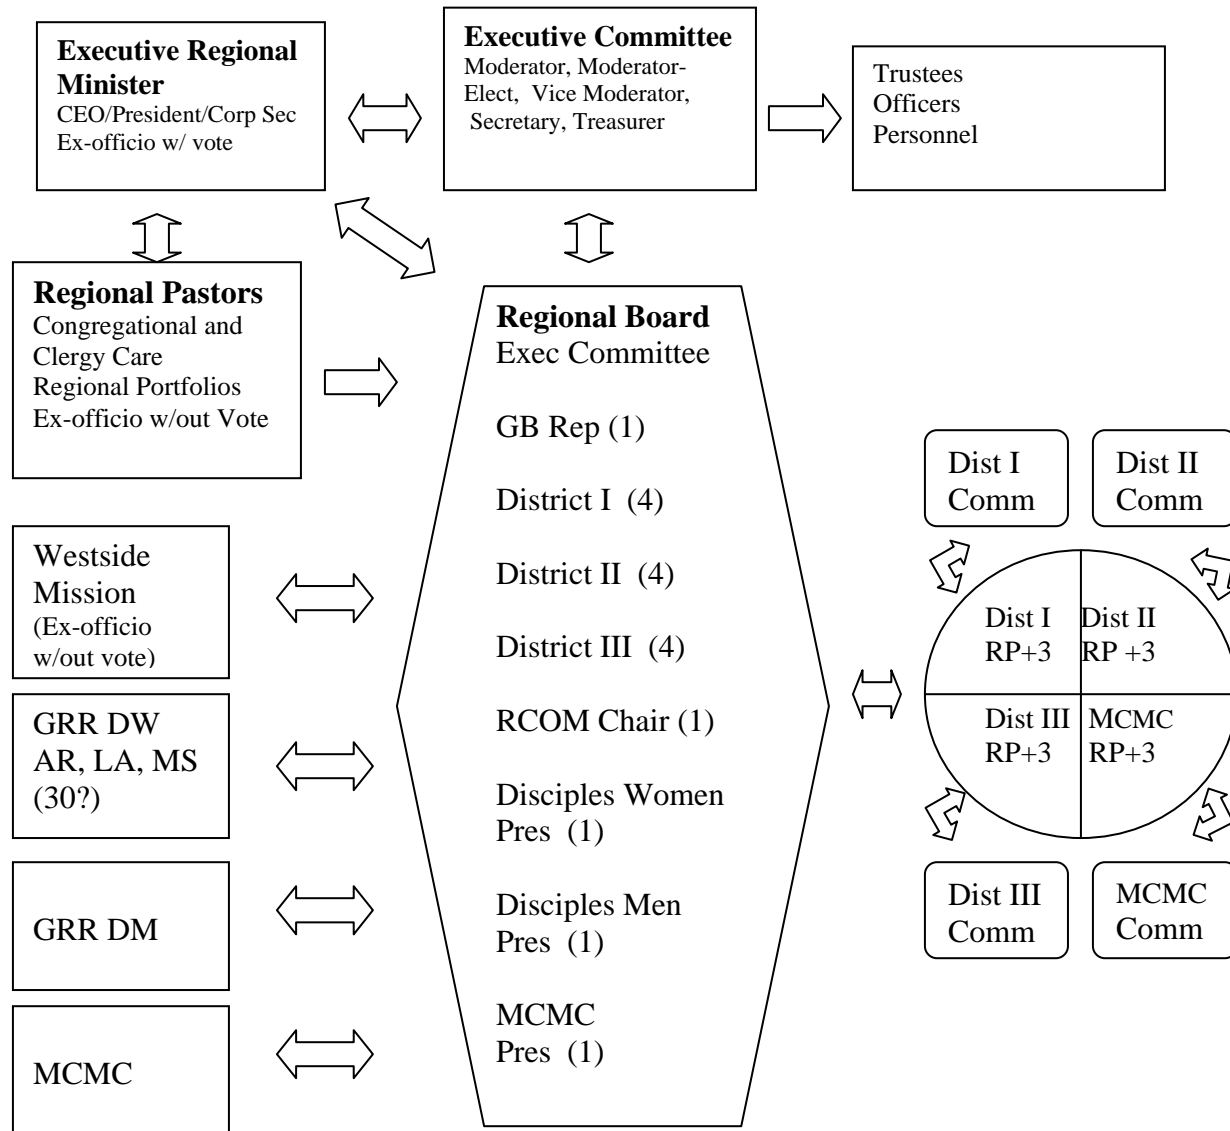 Executive Regional
Minister
CEO/President/Corp Sec
Ex-officio w/ vote
Executive Committee
Moderator, Moderator-
Elect,  Vice Moderator,
Secretary, Treasurer
Trustees
Officers
Personnel
Regional Pastors
Congregational and
Clergy Care
Regional Portfolios
Ex-officio w/out Vote
Westside
Mission
(Ex-officio
w/out vote)
GRR DW
AR, LA, MS
(30?)
GRR DM
MCMC
Regional Board
Exec Committee
GB Rep (1)
District I  (4)
District II  (4)
District III  (4)
RCOM Chair (1)
Disciples Women
Pres  (1)
Disciples Men
Pres  (1)
MCMC
Pres  (1)
Dist I
Comm
Dist II
Comm
Dist I
RP+3
Dist II
RP +3
Dist III
RP+3
MCMC
RP+3
Dist III
Comm
MCMC
Comm